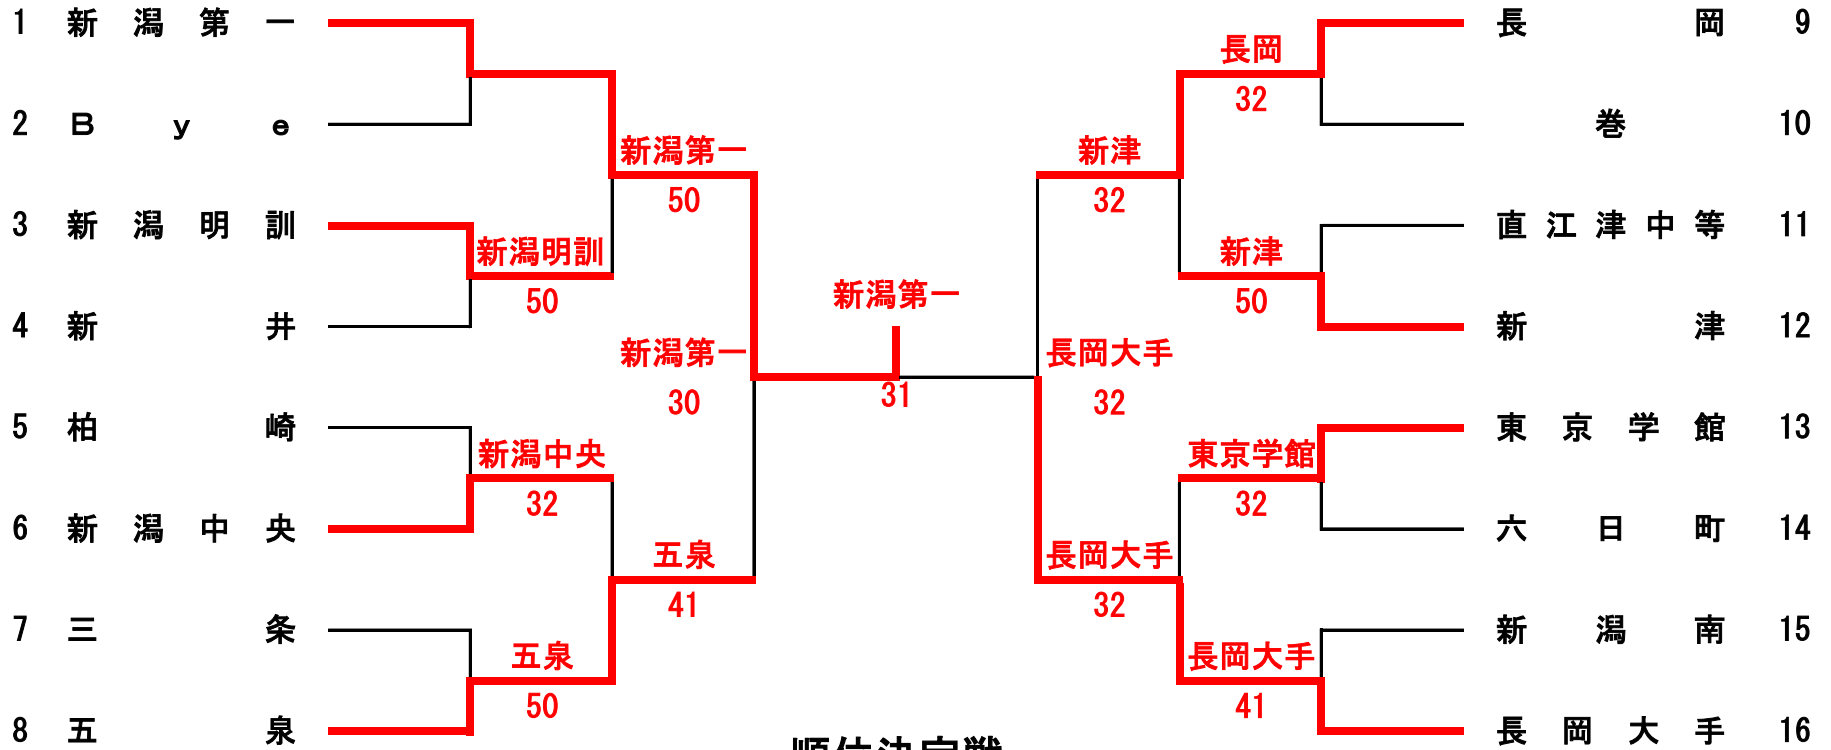 1 新潟第一
2 Bye
3 新潟明訓
4 新井
5 柏崎
6 新潟中央
7 三条
8 五泉
新潟明訓
50
新潟中央
32
五泉
50
新潟第一
50
新潟第一
30
五泉
41
新潟第一
31
新津
32
長岡大手
32
長岡大手
32
長岡
32
新津
50
東京学館
32
長岡大手
41
長岡 9
巻 10
直江津中等 11
新津 12
東京学館 13
六日町 14
新潟南 15
長岡大手 16
順位決定戦